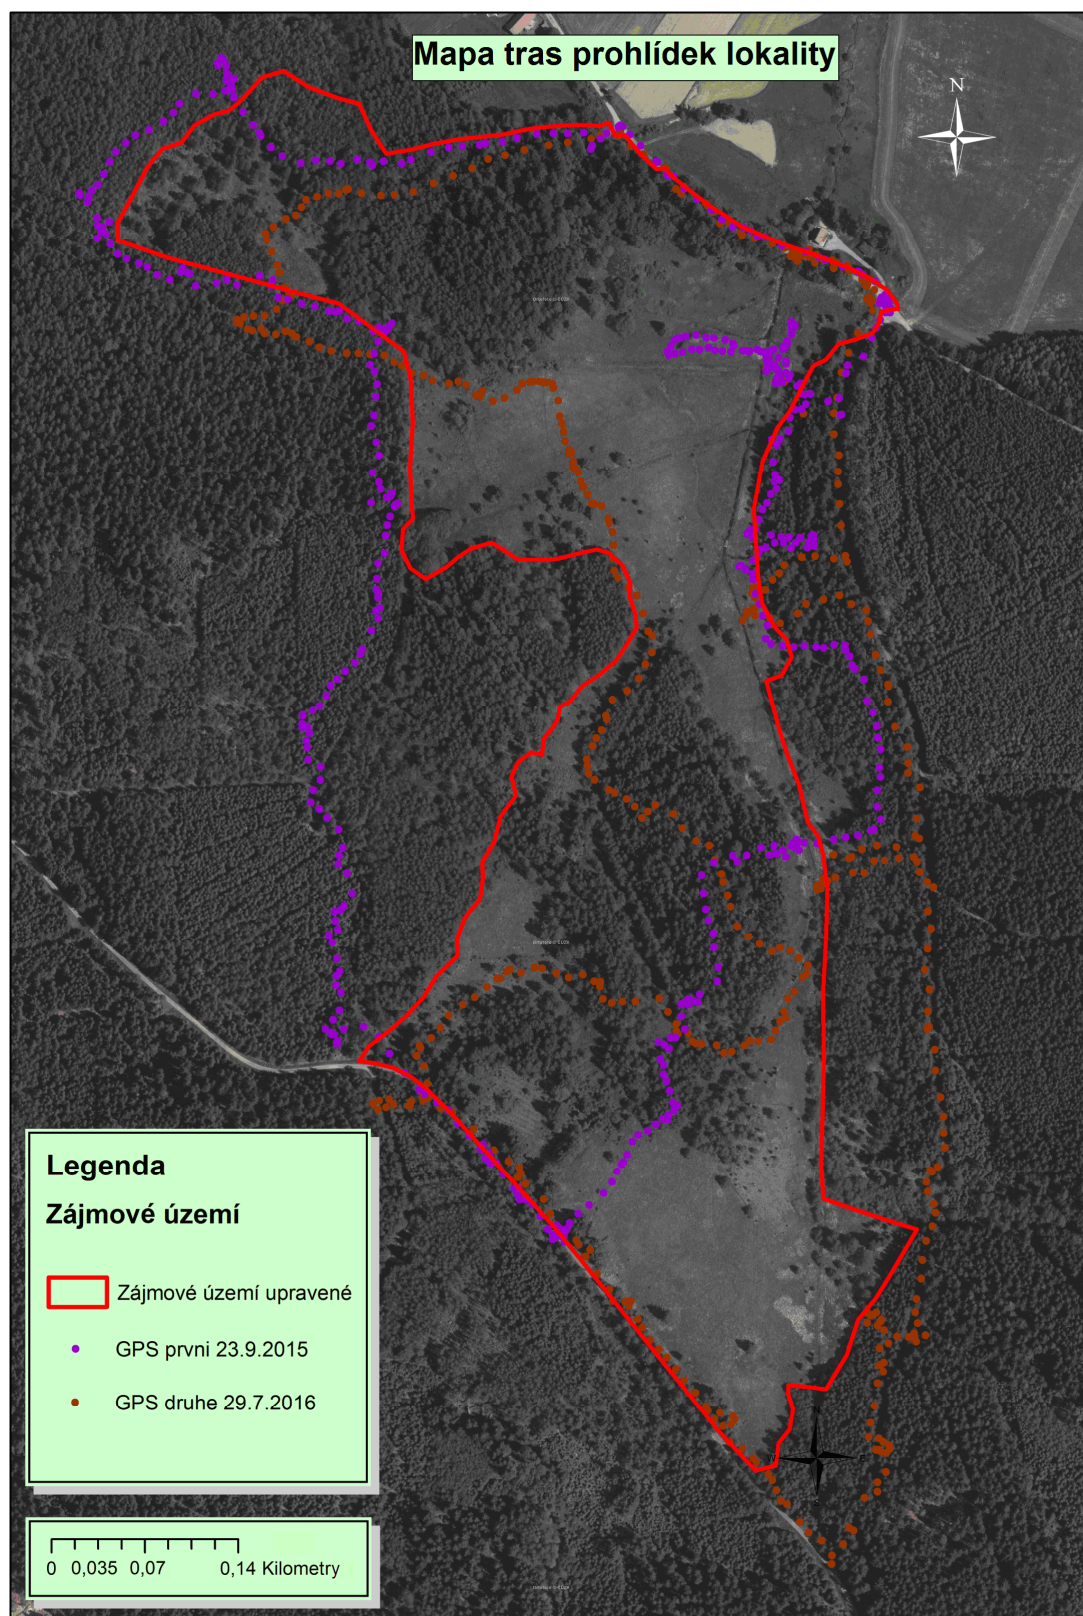 Mapa tras prohlídek lokality
N
Legenda
Zájmové území
Zájmové území upravené
GPS prvni 23.9.2015
GPS druhe 29.7.2016
N
W
E
S
0 0,035 0,07 0,14 Kilometry